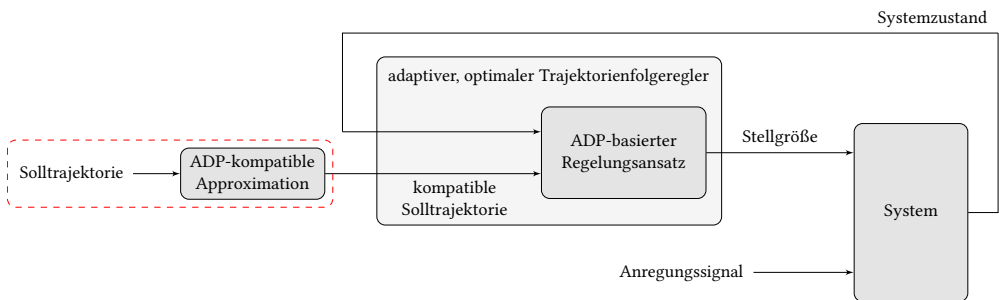 Systemzustand
adaptiver, optimaler Trajektorienfolgeregler
Solltrajektorie
ADP-kompatible
Approximation
kompatible
Solltrajektorie
ADP-basierter
Regelungsansatz
Stellgröße
System
Anregungssignal